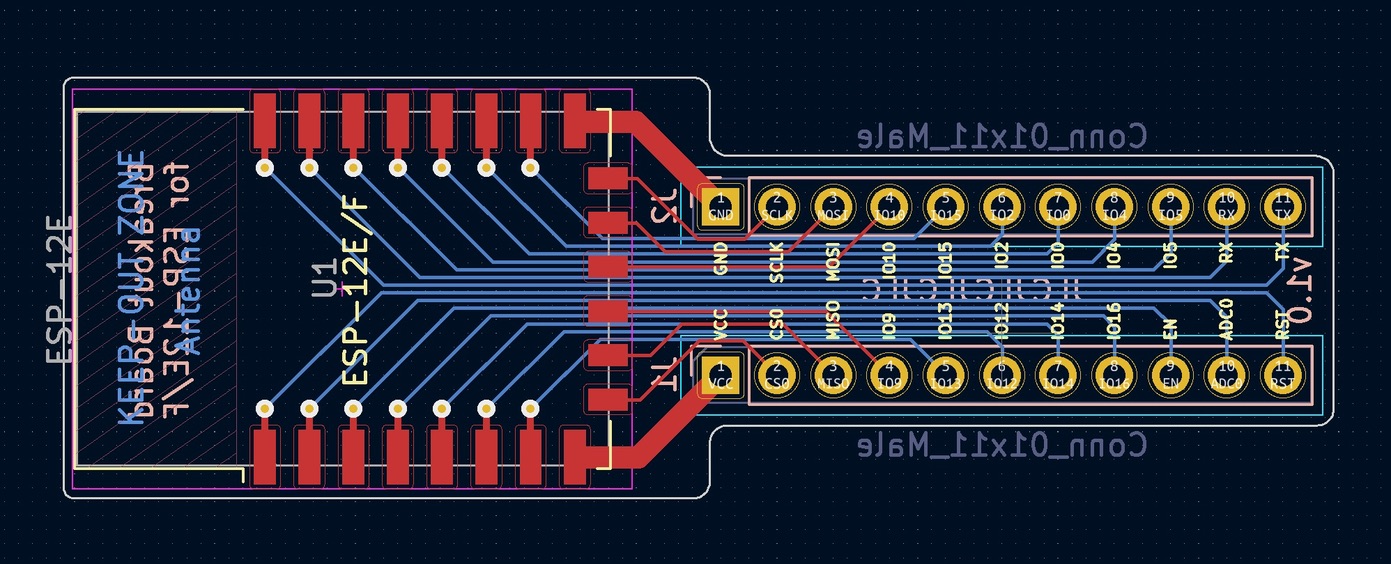 ESP-12E
KEEP-OUT ZONE
Antenna
Breakout Board
for ESP-12E/F
U1
ESP-12E/F
Conn_01x11_Male
J2
1 2 3 4 5 6 7 8 9 10 11
GND SCLK MOSI IO10 IO15 IO2 IO0 IO4 IO5 RX TX
GND SCLK MOSI IO10 IO15 IO2 IO0 IO4 IO5 RX TX
v1.0
VCC CS0 MISO IO9 IO13 IO12 IO14 IO16 EN ADC0 RST
J1
1 2 3 4 5 6 7 8 9 10 11
VCC CS0 MISO IO9 IO13 IO12 IO14 IO16 EN ADC0 RST
Conn_01x11_Male